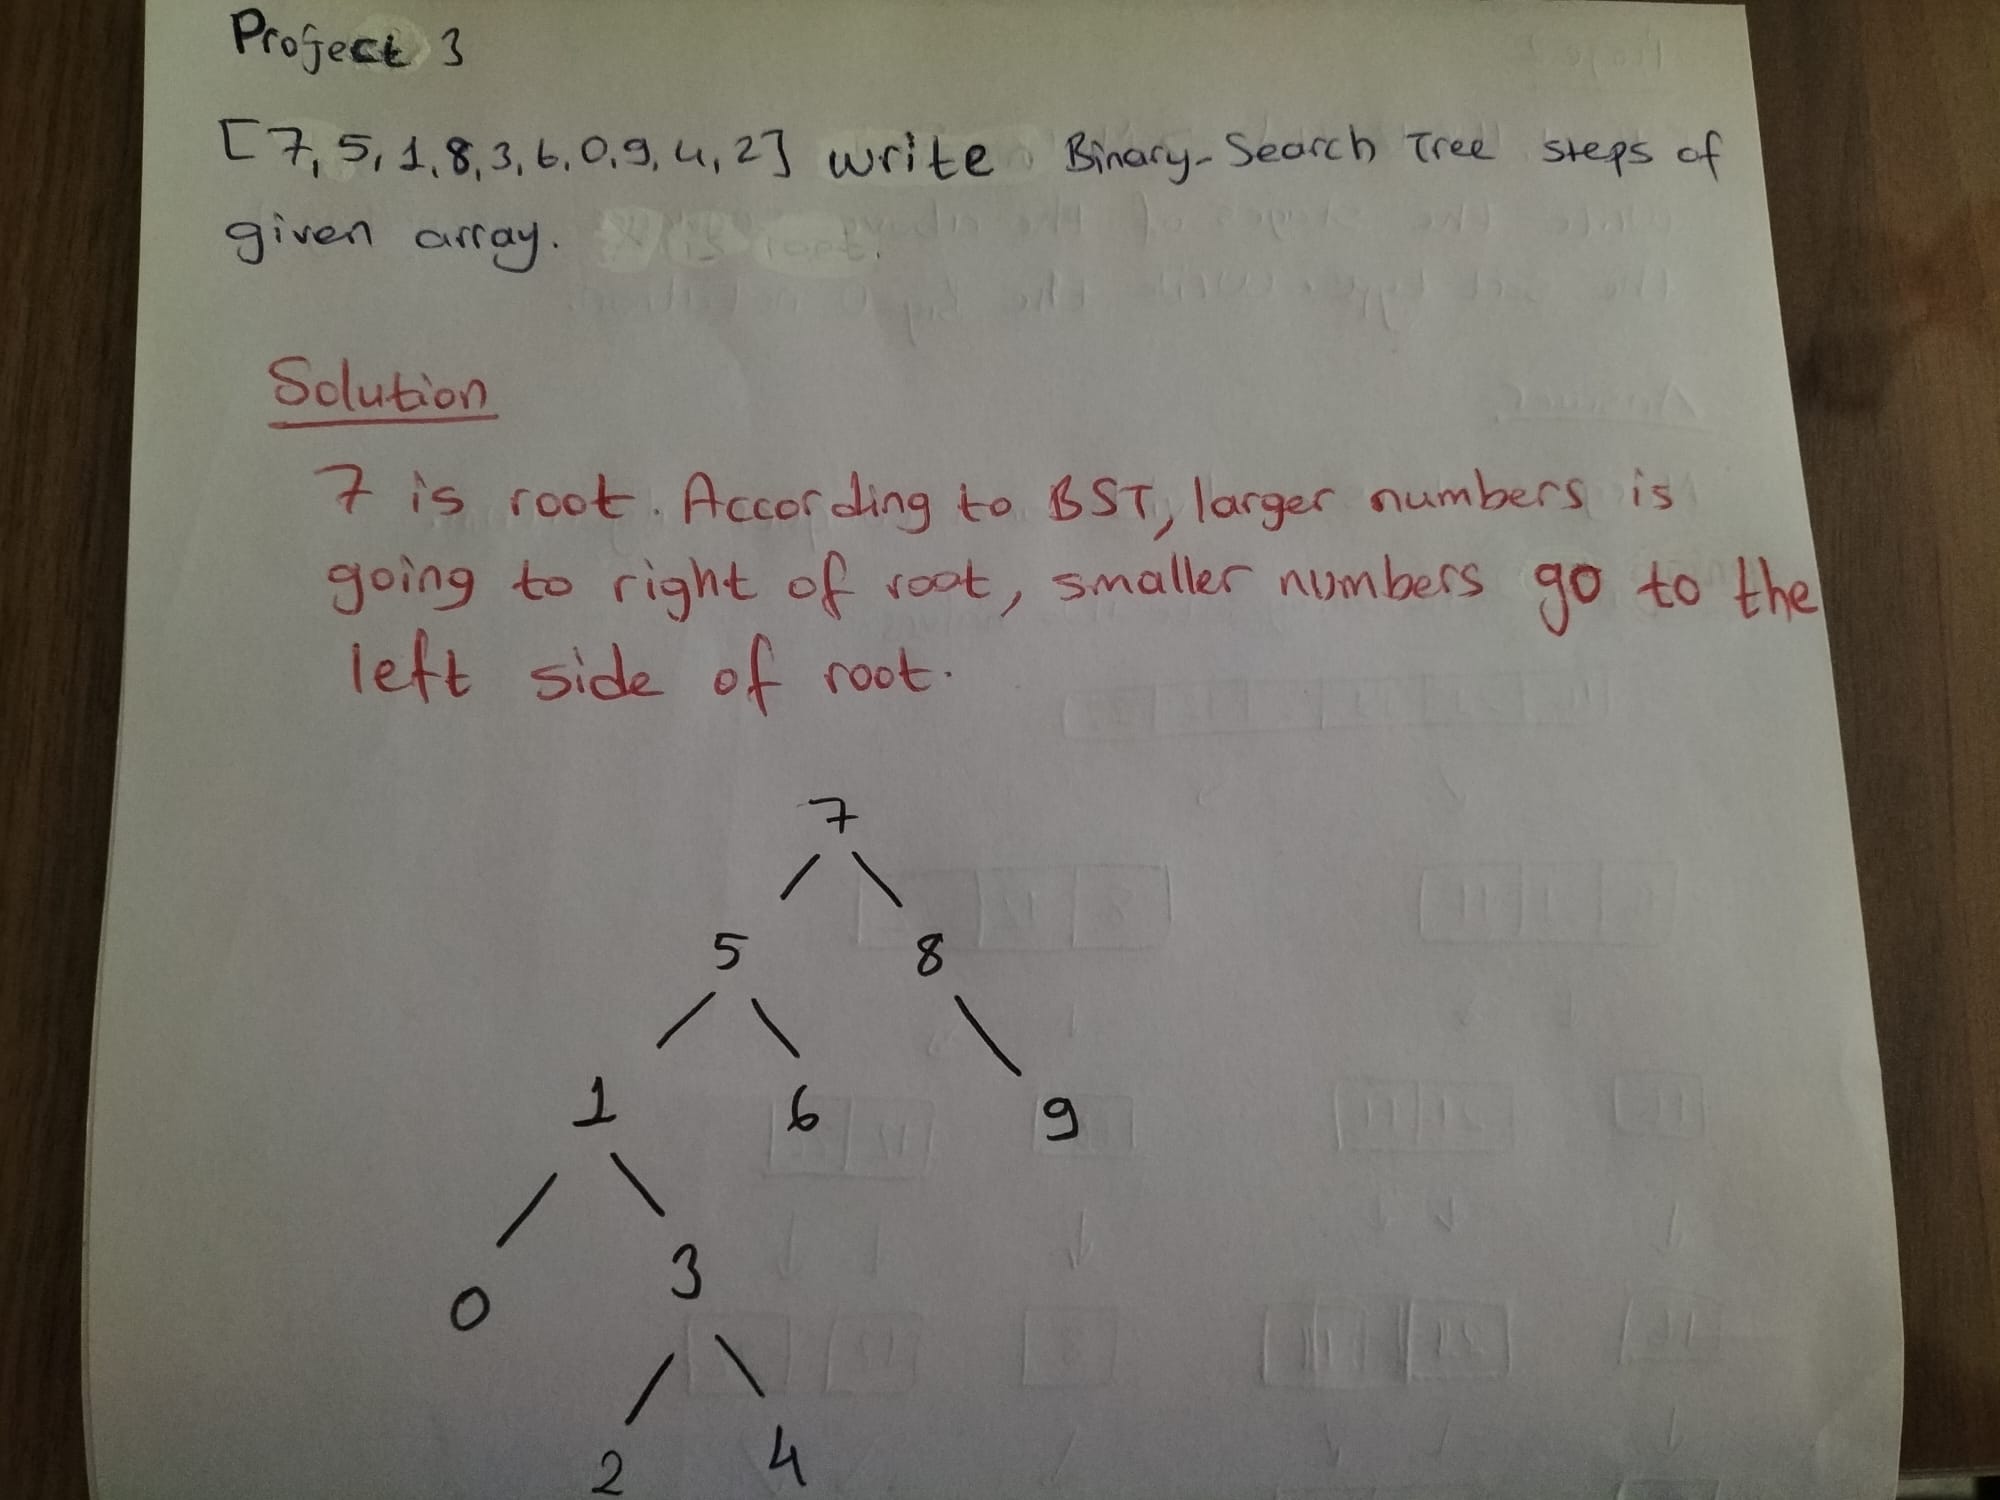 Project 3
[7, 5, 1, 8, 3, 6, 0, 9, 4, 2] write Binary-Search Tree steps of
given array.
Solution
7 is root. According to BST, larger numbers is
going to right of root, smaller numbers go to the
left side of root.
7
5 8
1 6 9
0 3
2 4